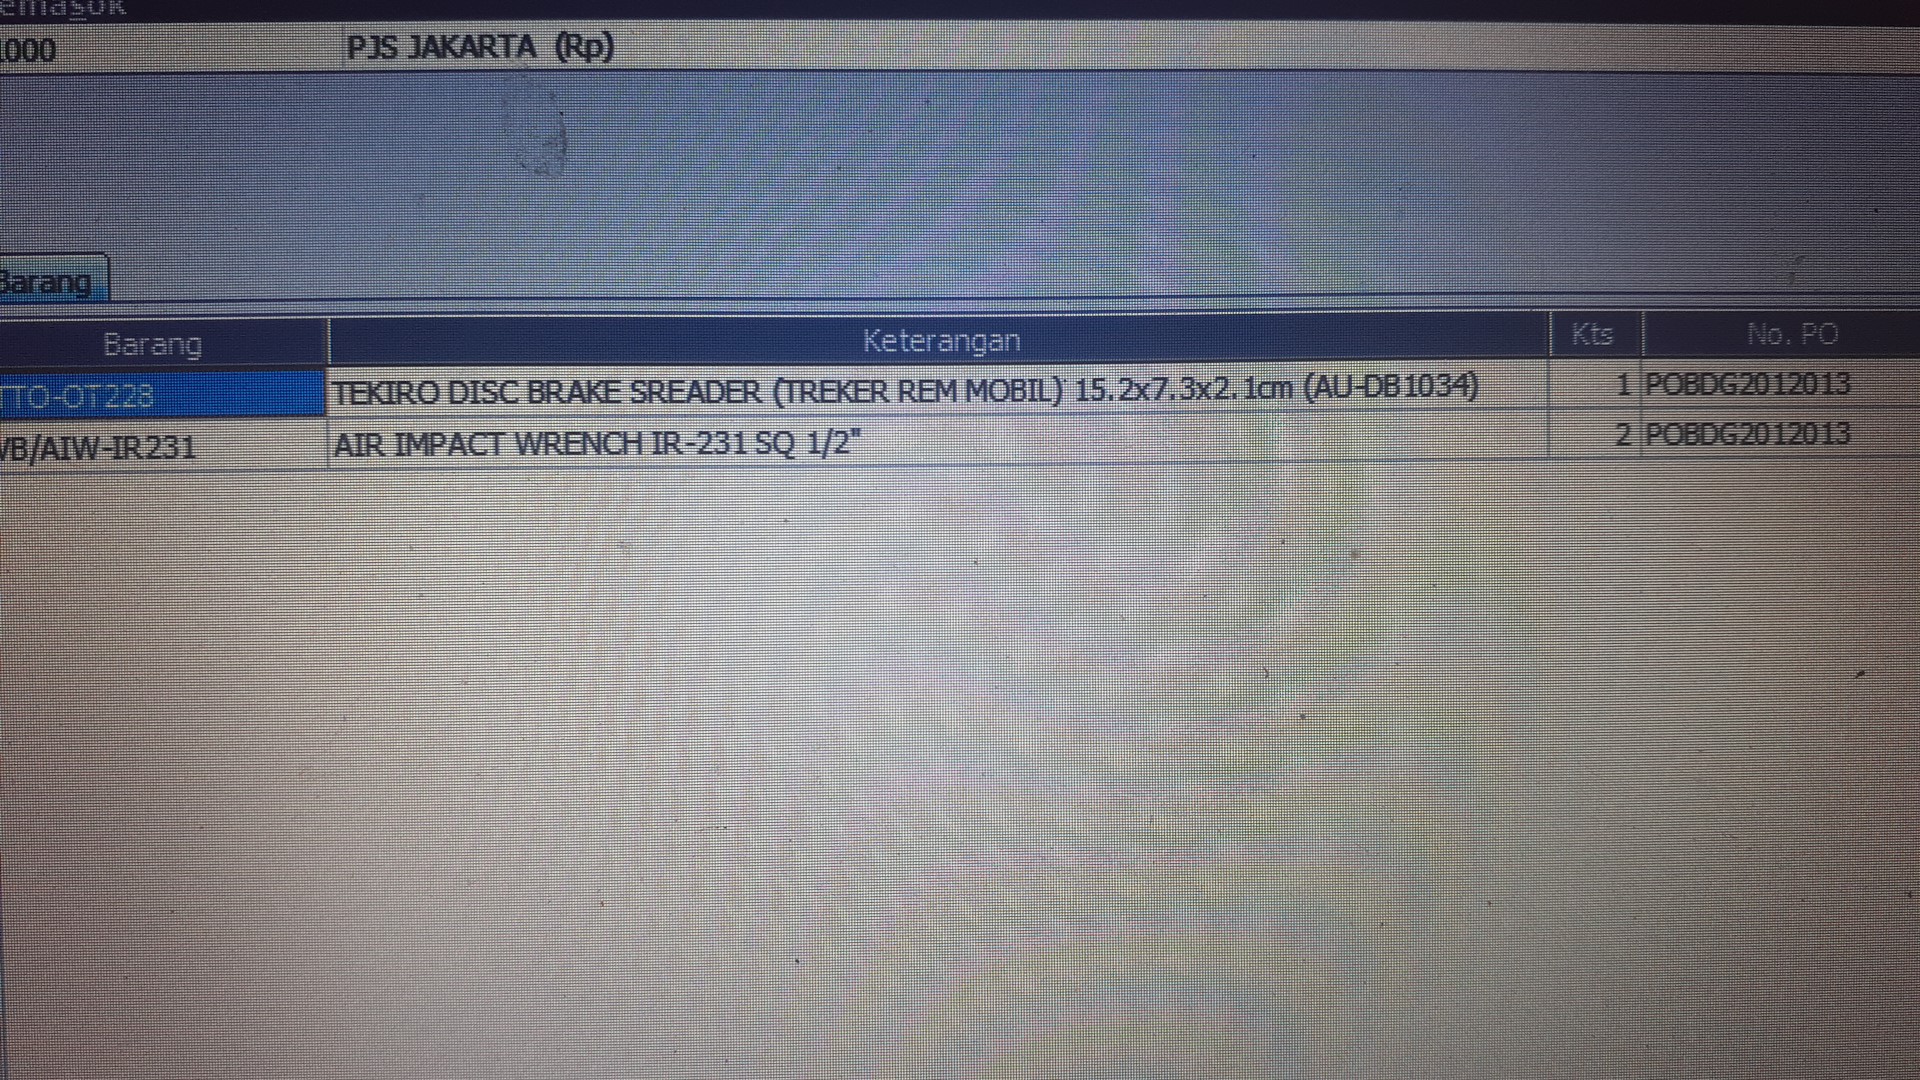 emasok
1000 PJS JAKARTA (Rp)
Barang
Barang Keterangan Kts No. PO
TTO-OT228 TEKIRO DISC BRAKE SREADER (TREKER REM MOBIL) 15.2x7.3x2.1cm (AU-DB1034) 1 POBDG2012013
VB/AIW-IR231 AIR IMPACT WRENCH IR-231 SQ 1/2" 2 POBDG2012013